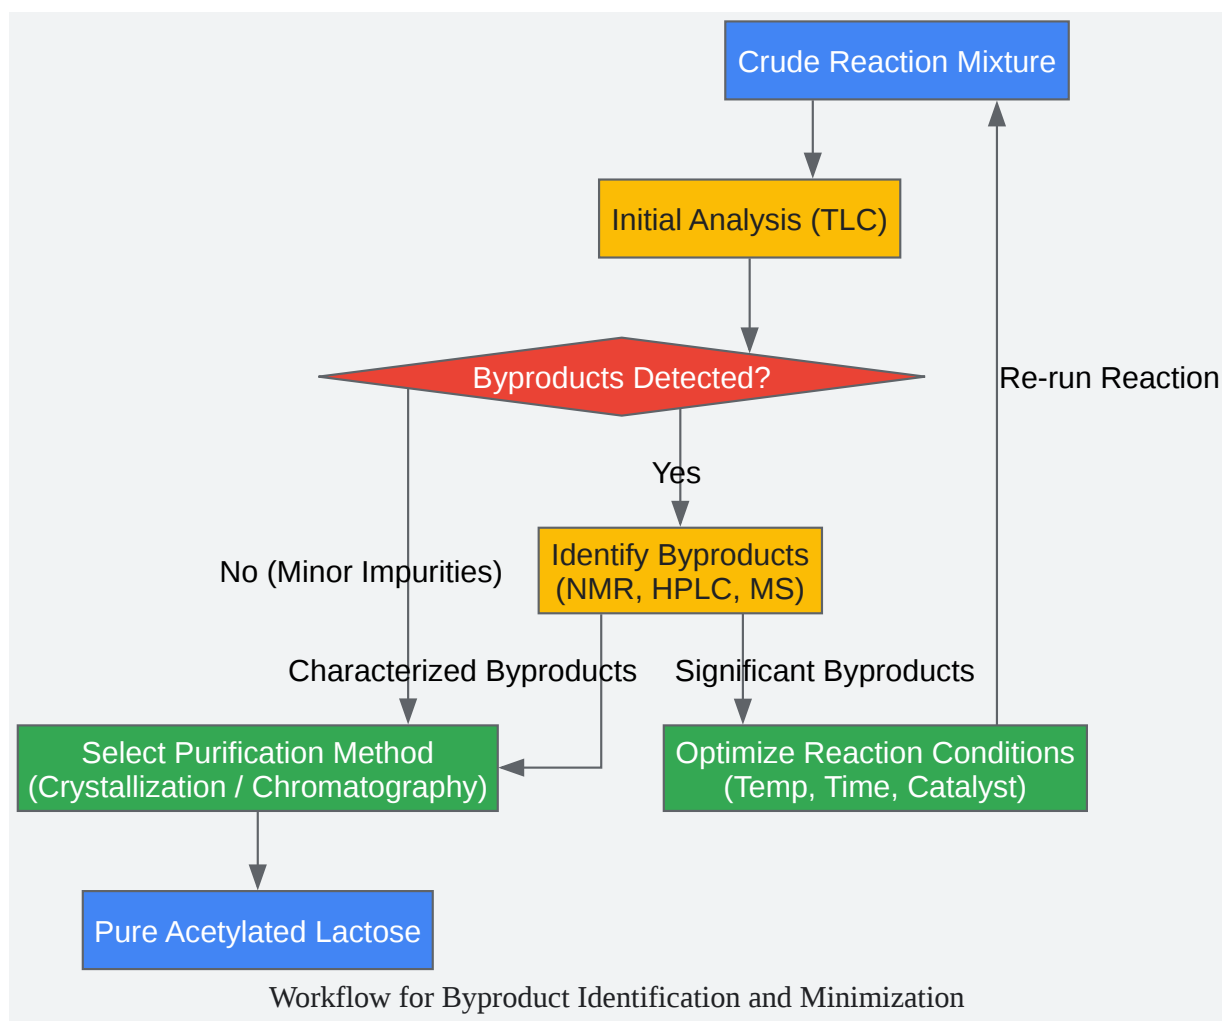 Crude Reaction Mixture
Initial Analysis (TLC)
Byproducts Detected?
Re-run Reaction
Yes
Identify Byproducts
(NMR, HPLC, MS)
No (Minor Impurities)
Characterized Byproducts
Significant Byproducts
Select Purification Method
(Crystallization / Chromatography)
Optimize Reaction Conditions
(Temp, Time, Catalyst)
Pure Acetylated Lactose
Workflow for Byproduct Identification and Minimization